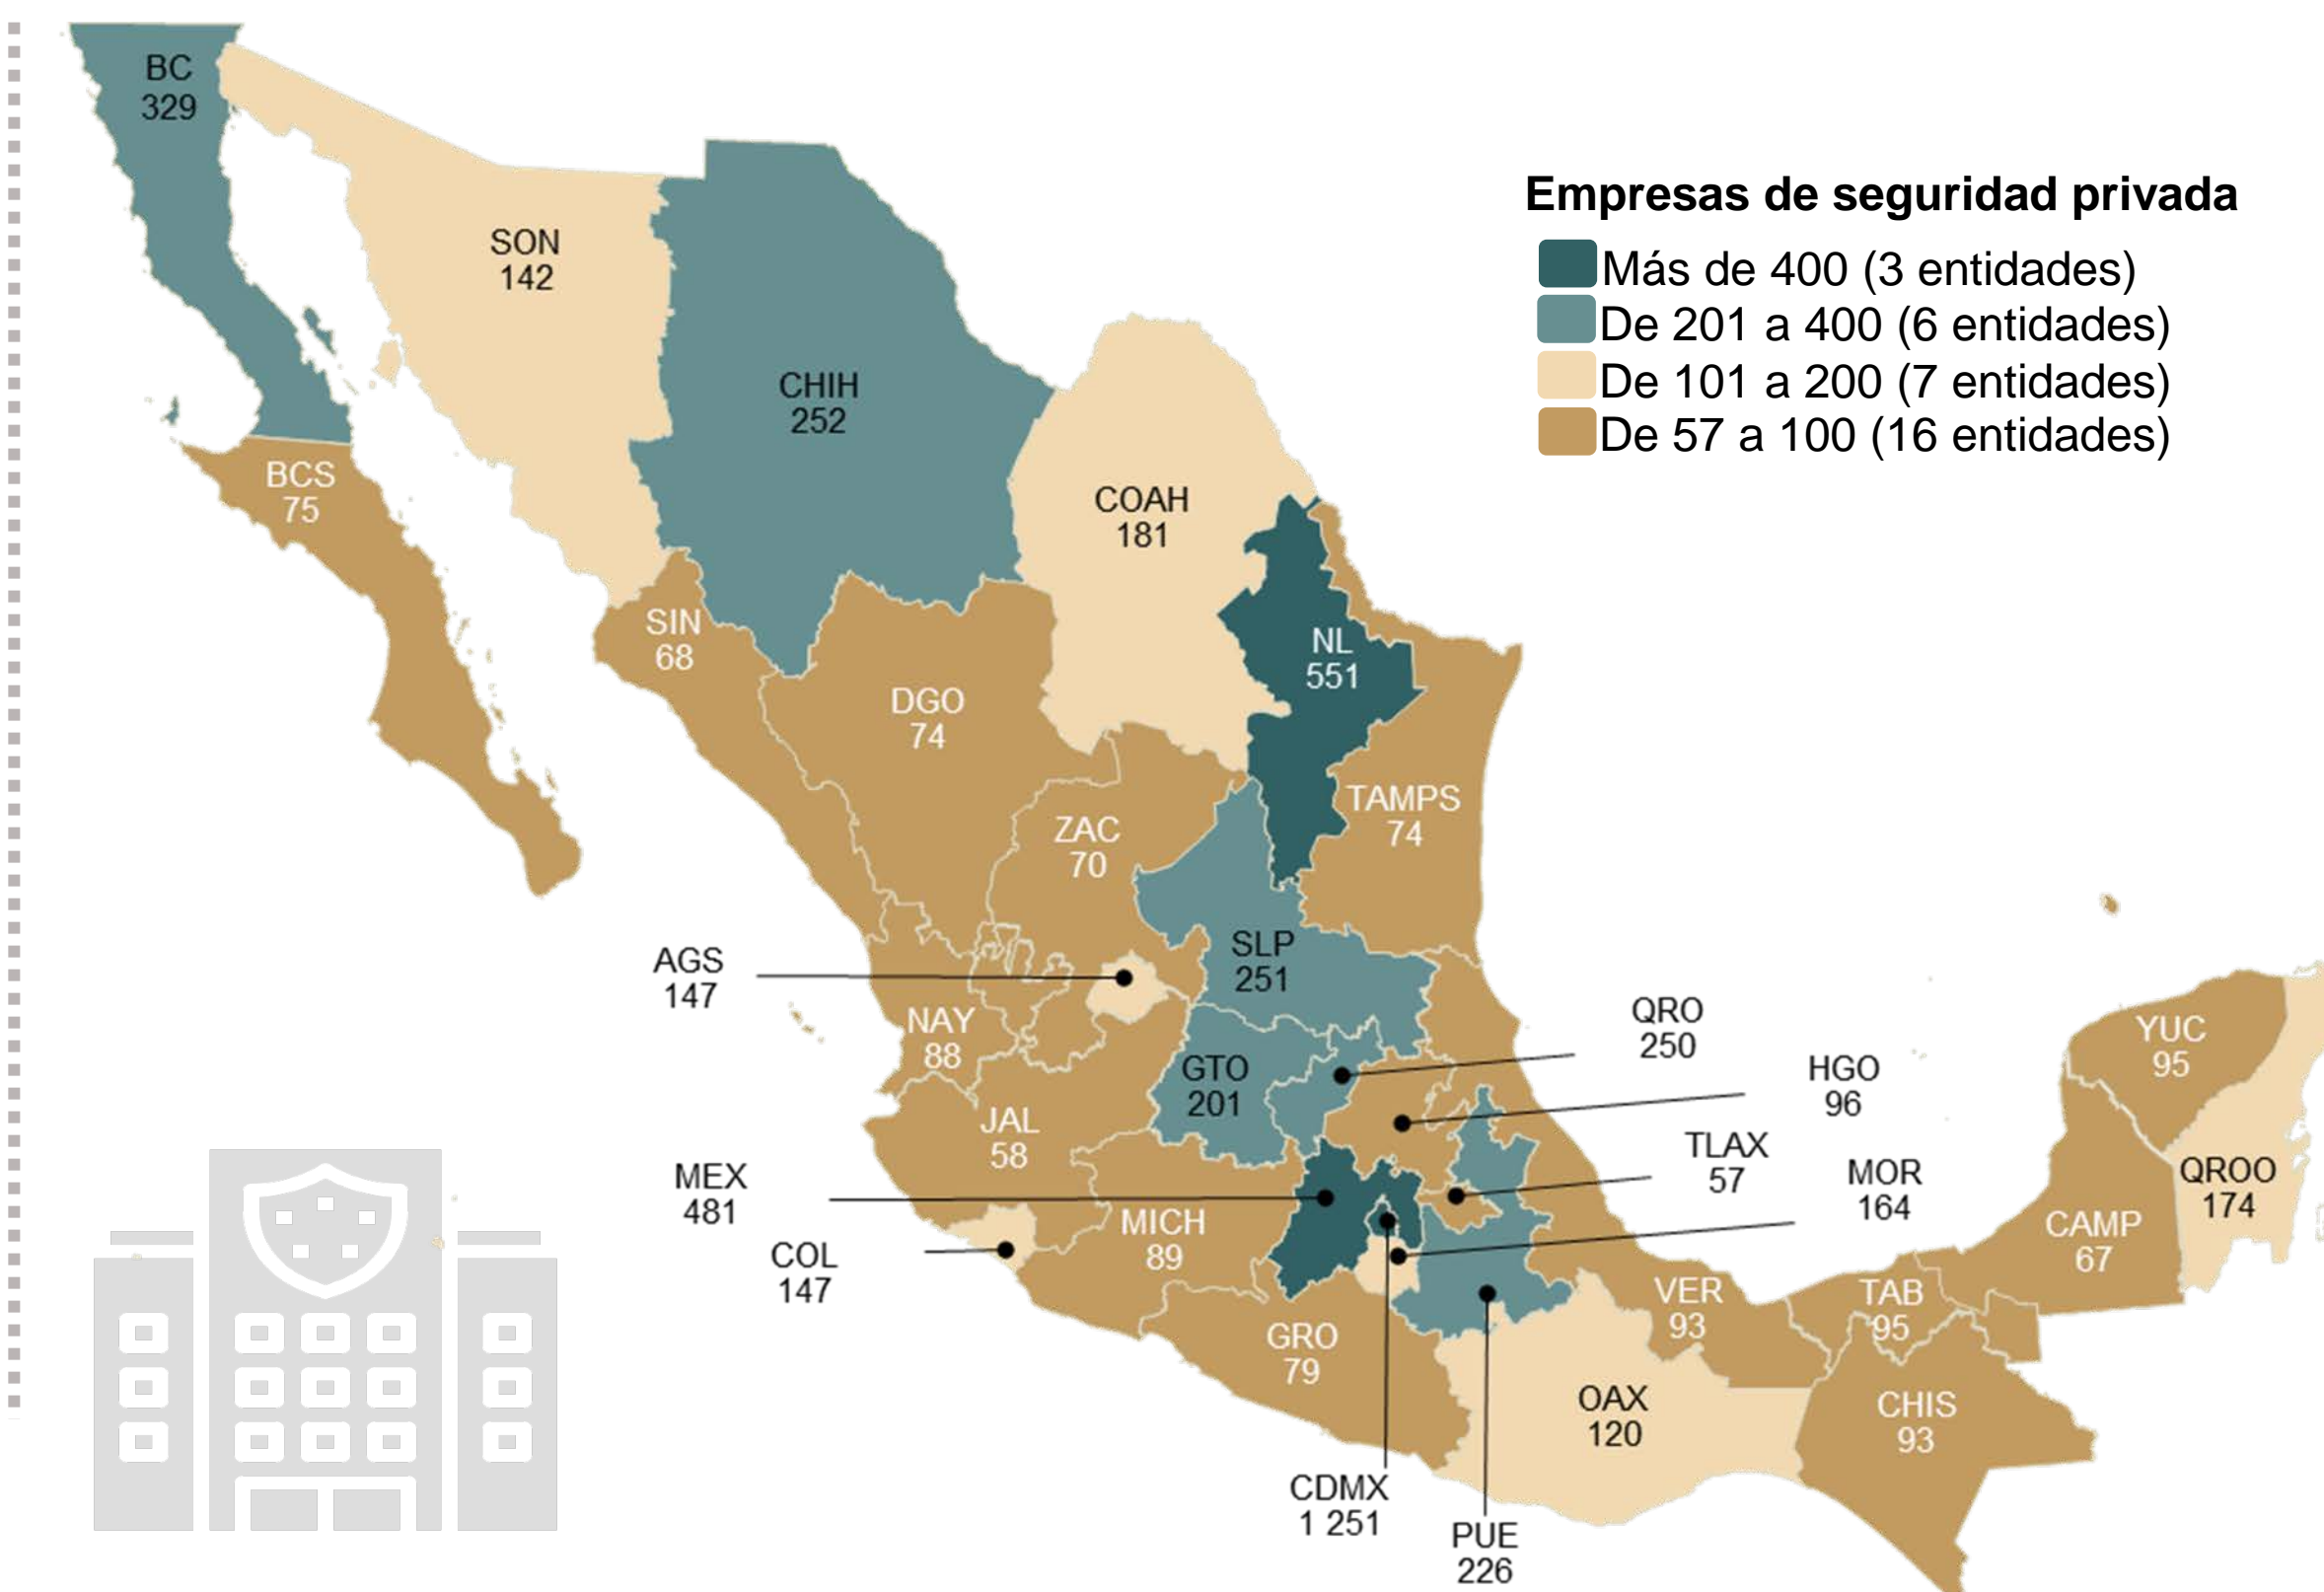 BC
329
SON
142
Empresas de seguridad privada
Más de 400 (3 entidades)
De 201 a 400 (6 entidades)
De 101 a 200 (7 entidades)
De 57 a 100 (16 entidades)
CHIH
252
BCS
75
COAH
181
SIN
68
NL
551
DGO
74
TAMPS
74
ZAC
70
SLP
251
AGS
147
NAY
88
QRO
250
HGO
96
YUC
95
GTO
201
JAL
58
TLAX
57
MEX
481
MOR
164
QROO
174
MICH
89
CAMP
67
COL
147
VER
93
TAB
95
GRO
79
OAX
120
CHIS
93
CDMX
1 251
PUE
226